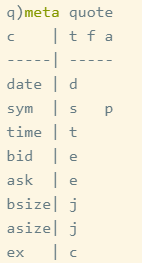 q)meta quote
c    | t f a
-----| -----
date | d
sym  | s   p
time | t
bid  | e
ask  | e
bsize| j
asize| j
ex   | c